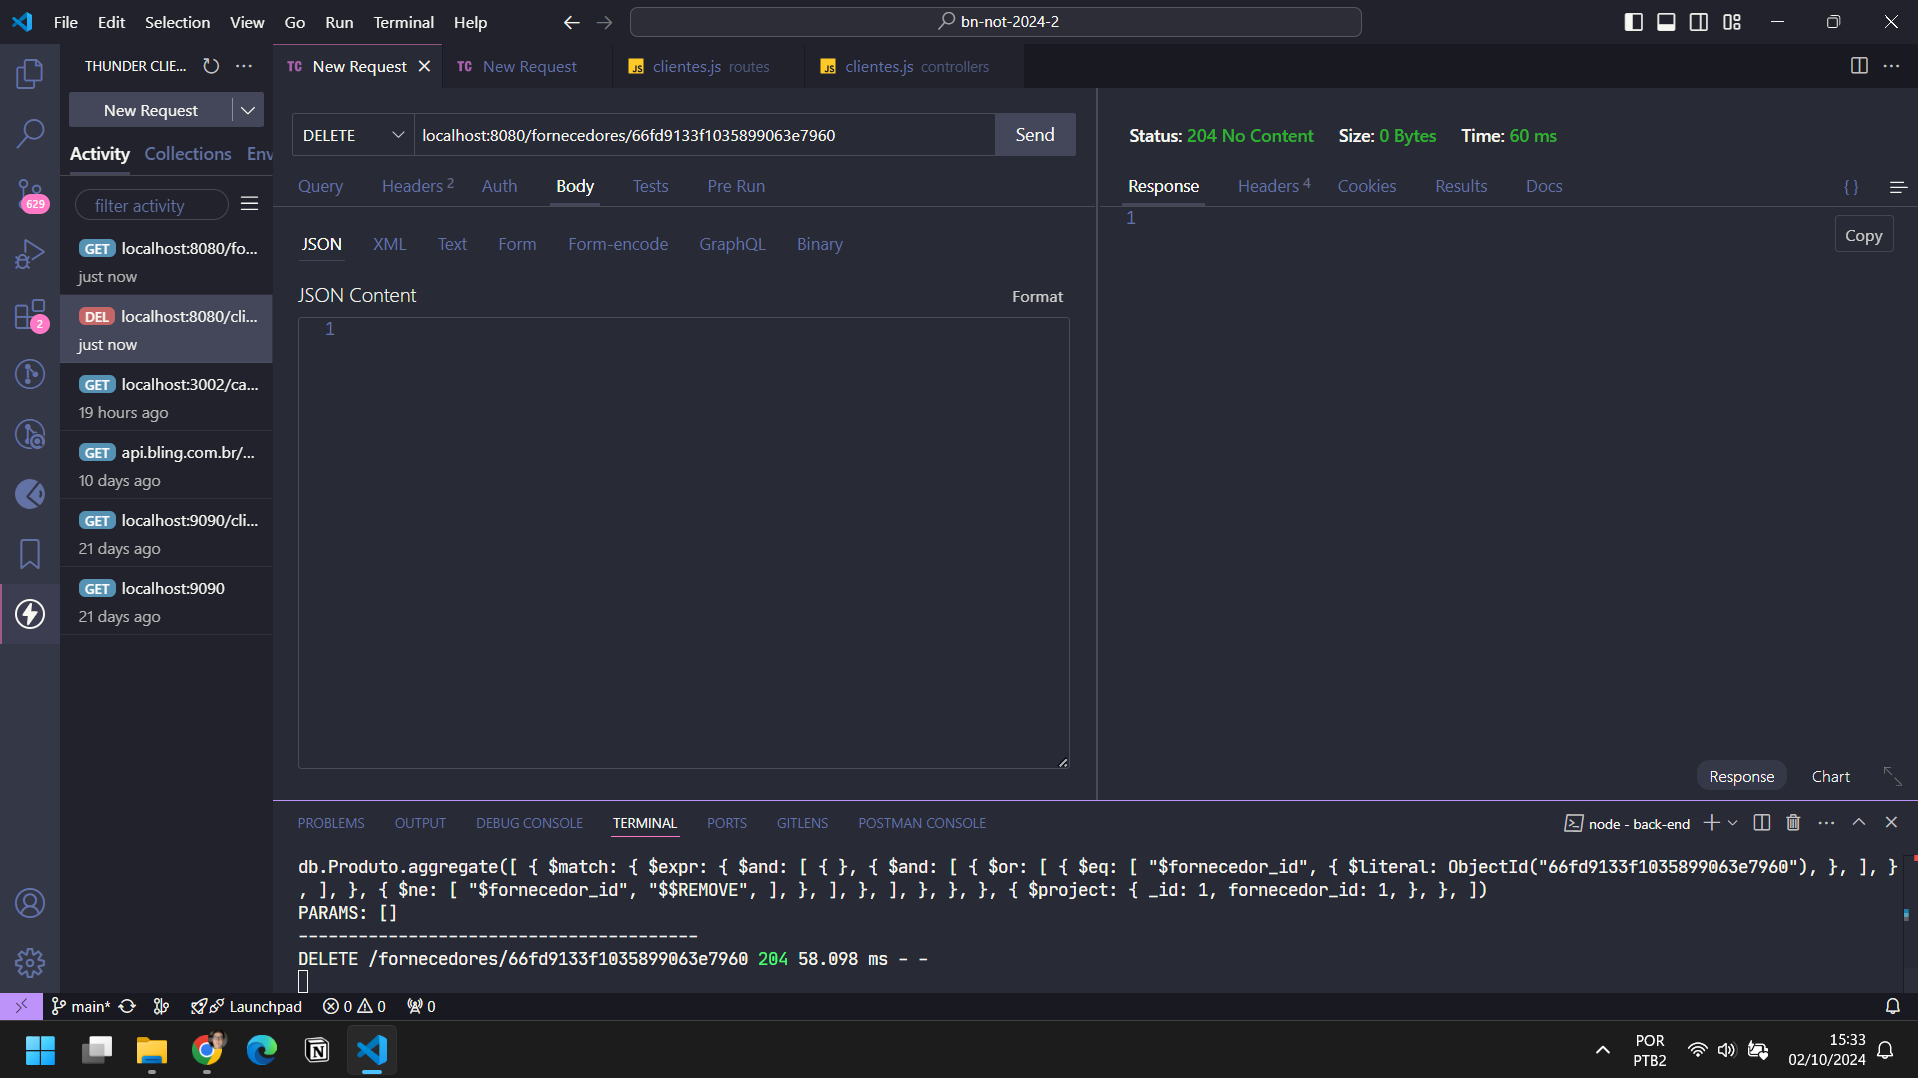 File Edit Selection View Go Run Terminal Help
bn-not-2024-2
THUNDER CLIE...
New Request
Activity Collections Env
filter activity
GET localhost:8080/fo...
just now
DEL localhost:8080/cli...
just now
GET localhost:3002/ca...
19 hours ago
GET api.bling.com.br/...
10 days ago
GET localhost:9090/cli...
21 days ago
GET localhost:9090
21 days ago
629
2
TC New Request
TC New Request
JS clientes.js routes
JS clientes.js controllers
DELETE localhost:8080/fornecedores/66fd9133f1035899063e7960 Send
Query Headers 2 Auth Body Tests Pre Run
JSON XML Text Form Form-encode GraphQL Binary
JSON Content Format
1
Status: 204 No Content Size: 0 Bytes Time: 60 ms
Response Headers 4 Cookies Results Docs { }
1
Copy
Response Chart
PROBLEMS OUTPUT DEBUG CONSOLE TERMINAL PORTS GITLENS POSTMAN CONSOLE
node - back-end
db.Produto.aggregate([ { $match: { $expr: { $and: [ { }, { $and: [ { $or: [ { $eq: [ "$fornecedor_id", { $literal: ObjectId("66fd9133f1035899063e7960"), }, ], }
, ], }, { $ne: [ "$fornecedor_id", "$$REMOVE", ], }, ], }, ], }, }, }, { $project: { _id: 1, fornecedor_id: 1, }, }, ])
PARAMS: []
----------------------------------------
DELETE /fornecedores/66fd9133f1035899063e7960 204 58.098 ms - -
main* Launchpad 0 0 0
POR
PTB2
15:33
02/10/2024